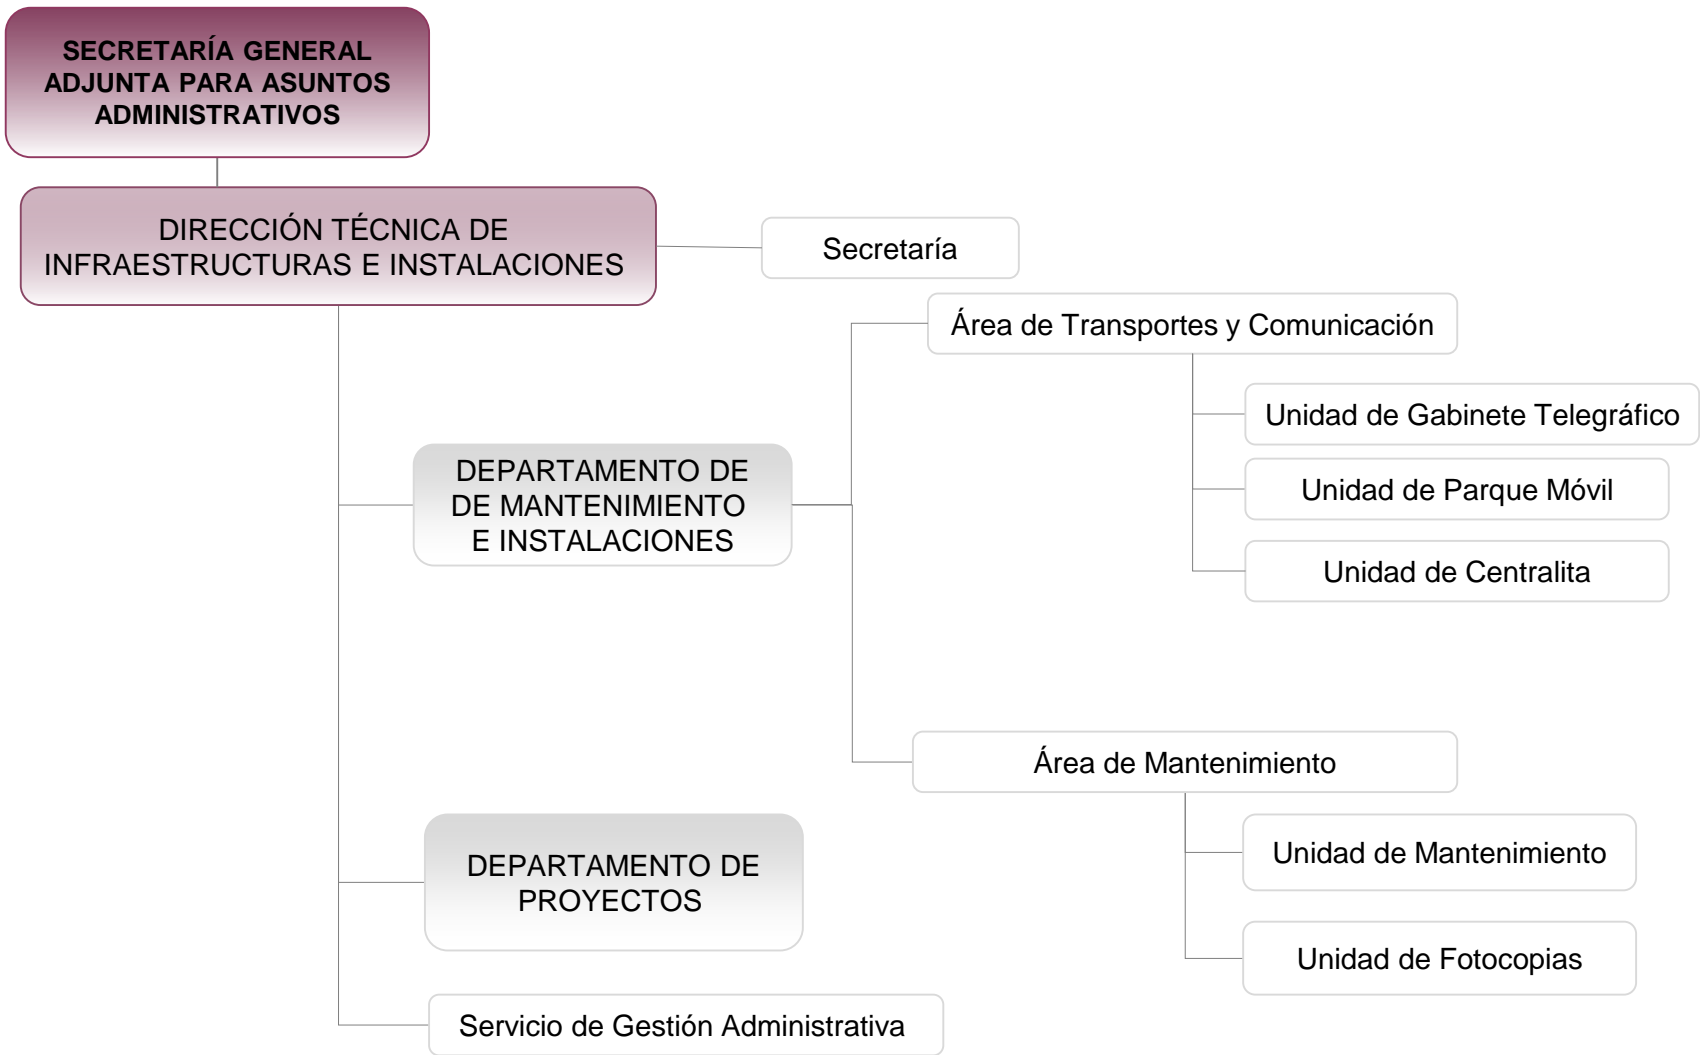 SECRETARÍA GENERAL
ADJUNTA PARA ASUNTOS
ADMINISTRATIVOS
DIRECCIÓN TÉCNICA DE
INFRAESTRUCTURAS E INSTALACIONES
Secretaría
Área de Transportes y Comunicación
Unidad de Gabinete Telegráfico
DEPARTAMENTO DE
DE MANTENIMIENTO
E INSTALACIONES
Unidad de Parque Móvil
Unidad de Centralita
Área de Mantenimiento
Unidad de Mantenimiento
DEPARTAMENTO DE
PROYECTOS
Unidad de Fotocopias
Servicio de Gestión Administrativa